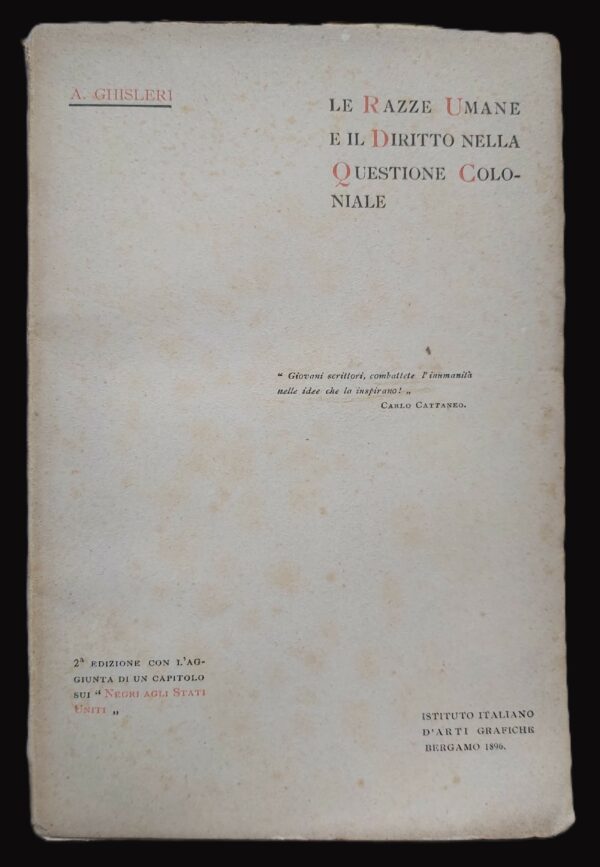 A. GHISLERI
LE RAZZE UMANE
E IL DIRITTO NELLA
QUESTIONE COLO-
NIALE
“ Giovani scrittori, combattete l'inumanità
nelle idee che la inspirano! „
CARLO CATTANEO.
2ª EDIZIONE CON L'AG-
GIUNTA DI UN CAPITOLO
SUI “ NEGRI AGLI STATI
UNITI „
ISTITUTO ITALIANO
D'ARTI GRAFICHE
BERGAMO 1896.